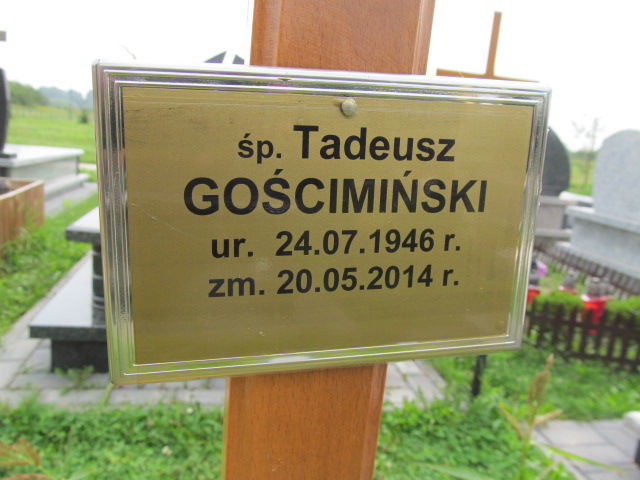 śp. Tadeusz
GOŚCIMIŃSKI
ur. 24.07.1946 r.
zm. 20.05.2014 r.